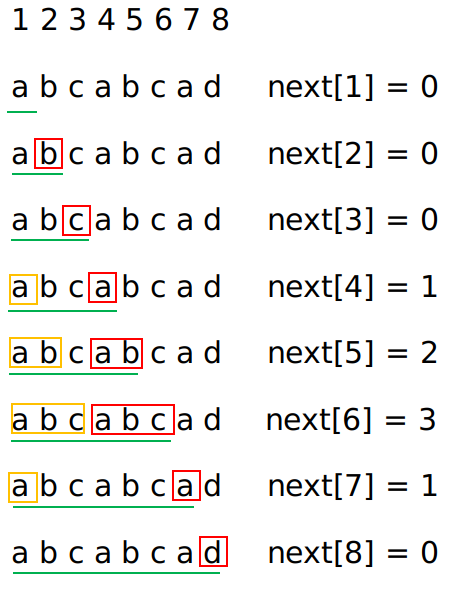 1 2 3 4 5 6 7 8
a b c a b c a d next[1] = 0
a b c a b c a d next[2] = 0
a b c a b c a d next[3] = 0
a b c a b c a d next[4] = 1
a b c a b c a d next[5] = 2
a b c a b c a d next[6] = 3
a b c a b c a d next[7] = 1
a b c a b c a d next[8] = 0